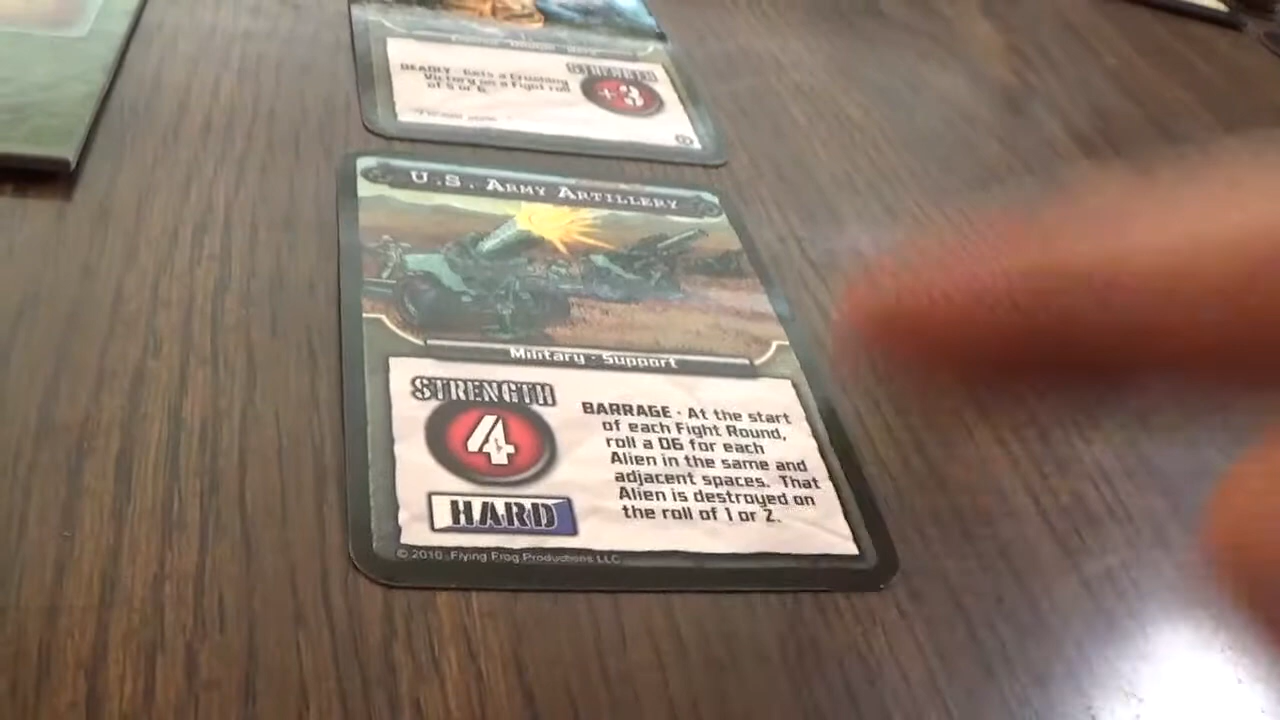 DEADLY - Gets a Crushing
Victory on a Fight roll
of 5 or 6.
STRENGTH
+3
U.S. ARMY ARTILLERY
Military - Support
STRENGTH
4
HARD
BARRAGE - At the start
of each Fight Round,
roll a D6 for each
Alien in the same and
adjacent spaces. That
Alien is destroyed on
the roll of 1 or 2.
© 2010 Flying Frog Productions LLC